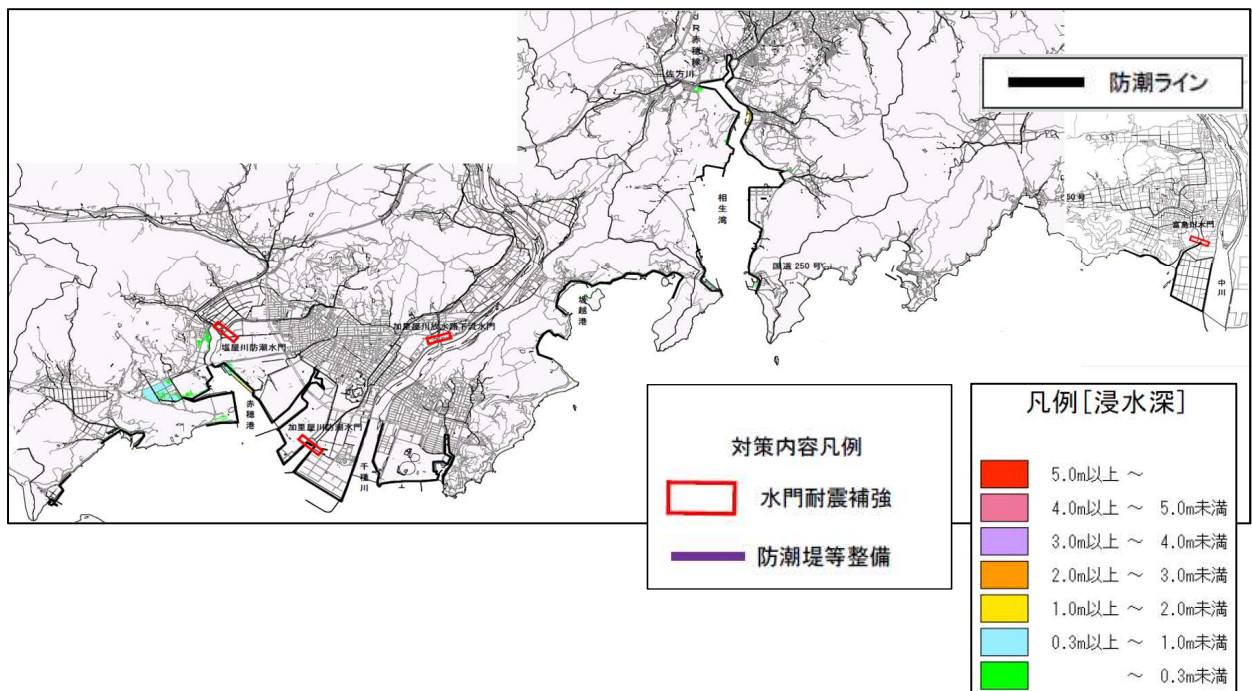 JR赤穂線
佐方川
防潮ライン
相生湾
国道 250 号
50号
富島川水門
中川
坂越港
加里屋川放水路下流水門
塩屋川防潮水門
赤穂港
加里屋川防潮水門
千種川
対策内容凡例
水門耐震補強
防潮堤等整備
凡例[浸水深]
5.0m以上 ～
4.0m以上 ～ 5.0m未満
3.0m以上 ～ 4.0m未満
2.0m以上 ～ 3.0m未満
1.0m以上 ～ 2.0m未満
0.3m以上 ～ 1.0m未満
～ 0.3m未満